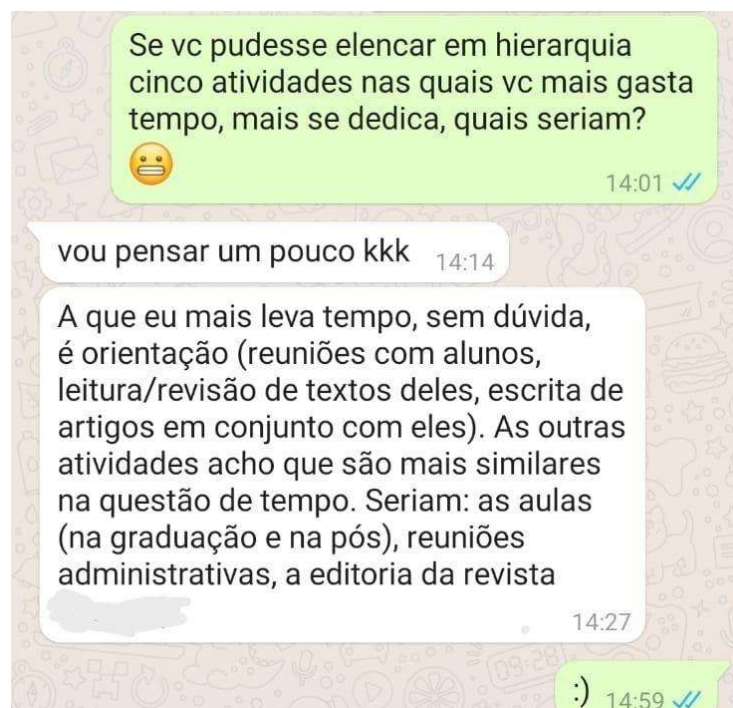 Se vc pudesse elencar em hierarquia
cinco atividades nas quais vc mais gasta
tempo, mais se dedica, quais seriam?
14:01
vou pensar um pouco kkk 14:14
A que eu mais leva tempo, sem dúvida,
é orientação (reuniões com alunos,
leitura/revisão de textos deles, escrita de
artigos em conjunto com eles). As outras
atividades acho que são mais similares
na questão de tempo. Seriam: as aulas
(na graduação e na pós), reuniões
administrativas, a editoria da revista
14:27
:) 14:59